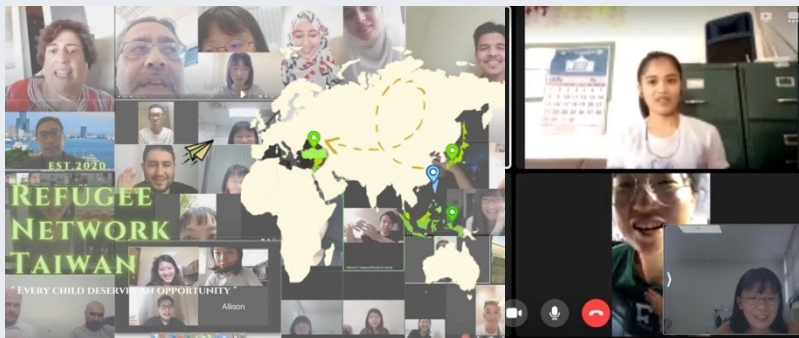 EST.2020
REFUGEE
NETWORK
TAIWAN
" EVERY CHILD DESERVES AN OPPORTUNITY "
Allison